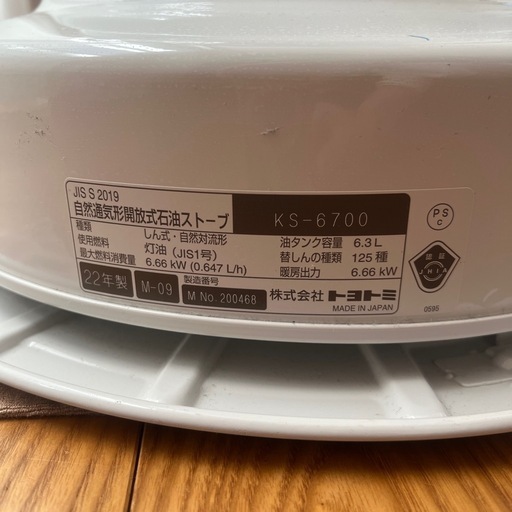 JIS S 2019
自然通気形開放式石油ストーブ KS-6700
種類 しん式・自然対流形 油タンク容量 6.3 L
使用燃料 灯油 (JIS1号) 替しんの種類 125 種
最大燃料消費量 6.66 kW (0.647 L/h) 暖房出力 6.66 kW
22年製 M-09 製造番号 M No. 200468 株式会社 トヨトミ
MADE IN JAPAN
PS
C
認証
JHIA
0595